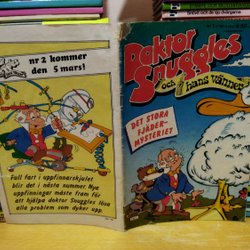 nr 2 kommer
den 5 mars!
Full fart i uppfinnarskjulet
blir det i nästa nummer. Nya
uppfinningar måste fram för
att hjälpa doktor Snuggles lösa
alla problem som dyker upp.
Doktor
Snuggles
och hans vänner
DET STORA
FJÄDER-
MYSTERIET